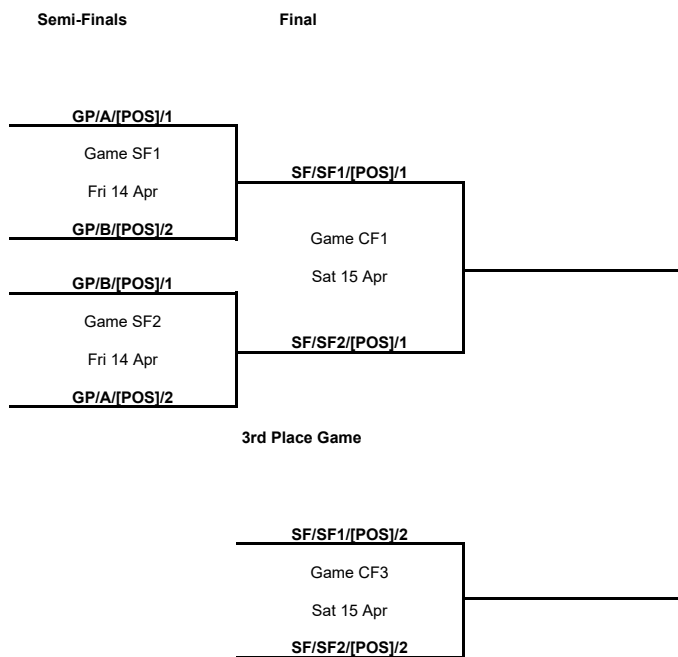 Semi-Finals
Final
GP/A/[POS]/1
Game SF1
Fri 14 Apr
GP/B/[POS]/2
GP/B/[POS]/1
Game SF2
Fri 14 Apr
GP/A/[POS]/2
SF/SF1/[POS]/1
Game CF1
Sat 15 Apr
SF/SF2/[POS]/1
3rd Place Game
SF/SF1/[POS]/2
Game CF3
Sat 15 Apr
SF/SF2/[POS]/2